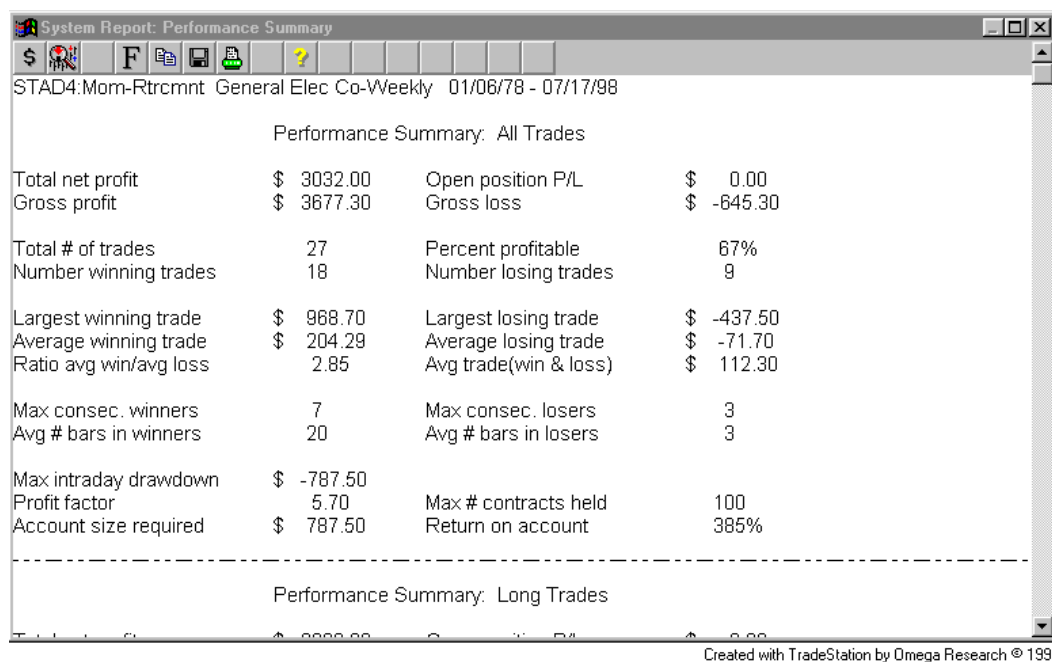 System Report: Performance Summary
$ F ?
STAD4:Mom-Rtrcmnt General Elec Co-Weekly 01/06/78 - 07/17/98
Performance Summary: All Trades
Total net profit $ 3032.00 Open position P/L $ 0.00
Gross profit $ 3677.30 Gross loss $ -645.30
Total # of trades 27 Percent profitable 67%
Number winning trades 18 Number losing trades 9
Largest winning trade $ 968.70 Largest losing trade $ -437.50
Average winning trade $ 204.29 Average losing trade $ -71.70
Ratio avg win/avg loss 2.85 Avg trade(win & loss) $ 112.30
Max consec. winners 7 Max consec. losers 3
Avg # bars in winners 20 Avg # bars in losers 3
Max intraday drawdown $ -787.50
Profit factor 5.70 Max # contracts held 100
Account size required $ 787.50 Return on account 385%
Performance Summary: Long Trades
Created with TradeStation by Omega Research © 199